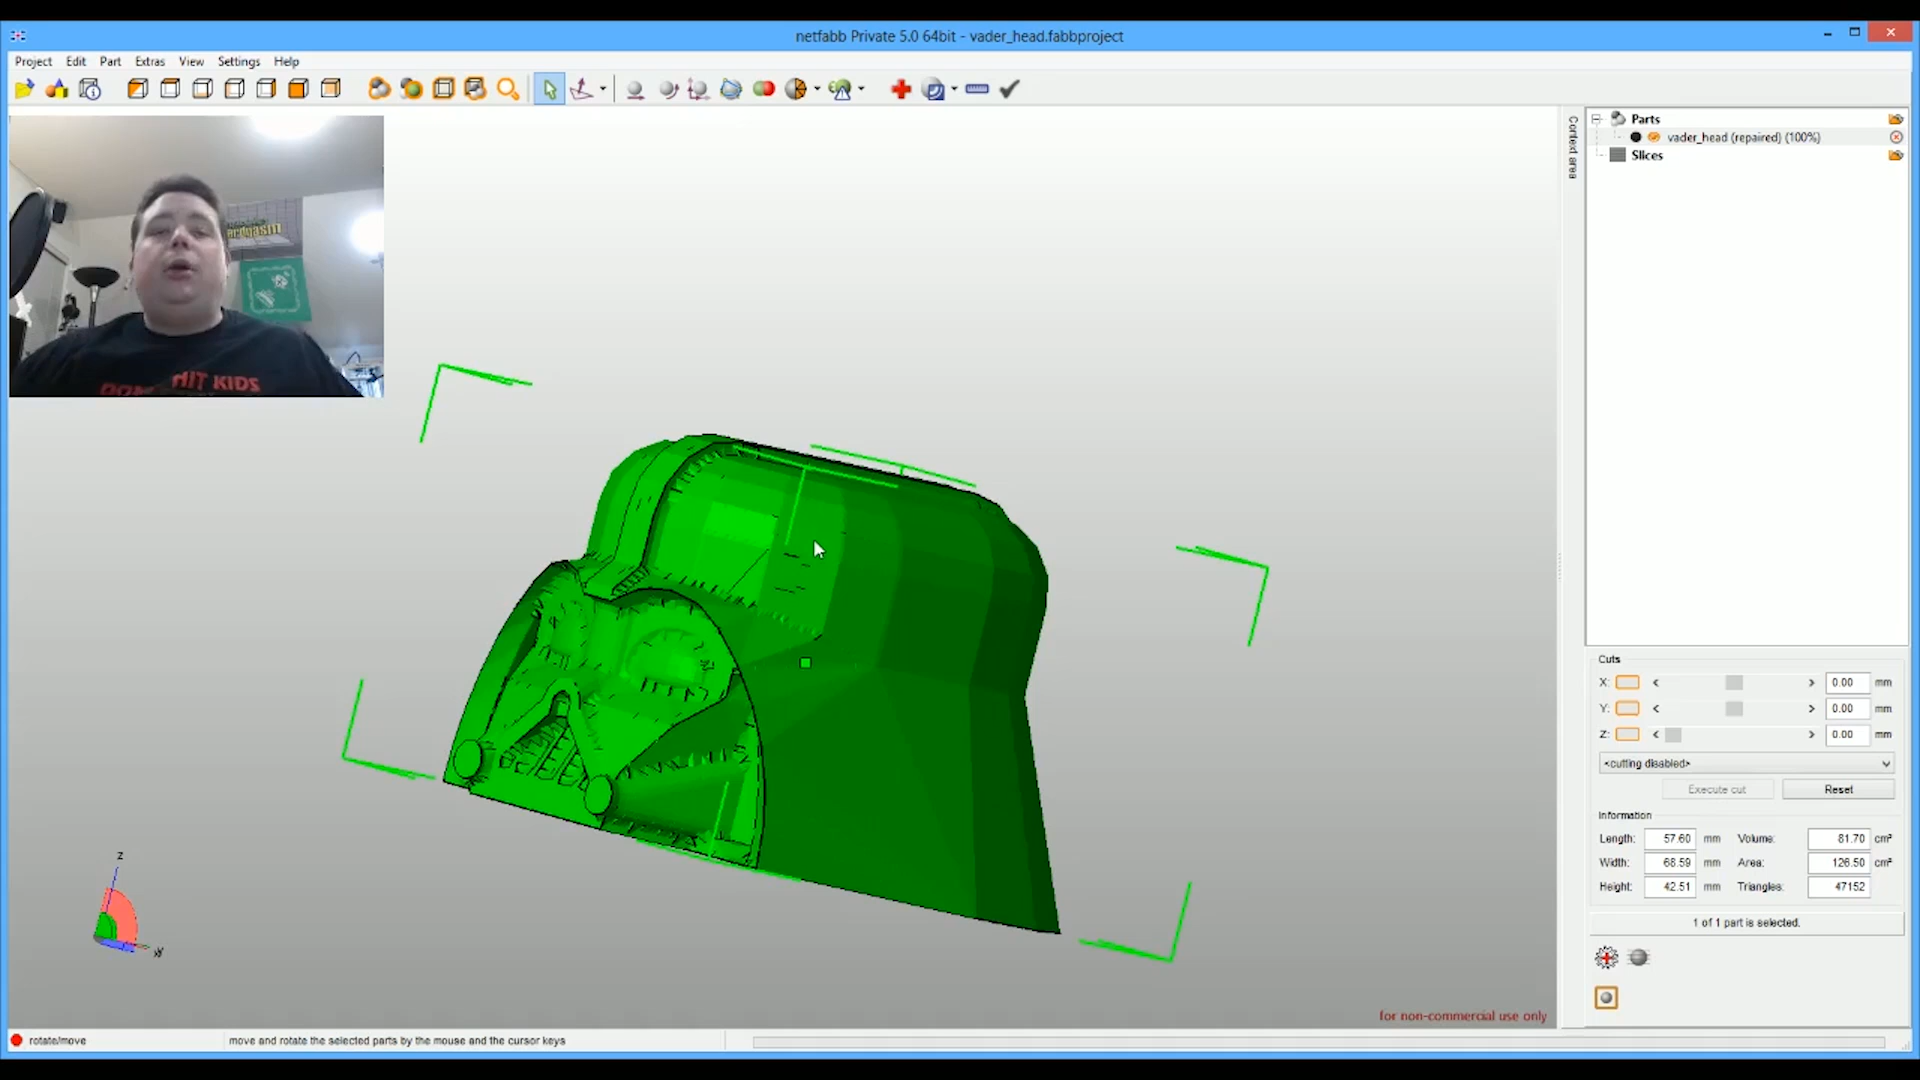 netfabb Private 5.0 64bit - vader_head.fabbproject
Project Edit Part Extras View Settings Help
Context area
Parts
vader_head (repaired) (100%)
Slices
HIT KIDS
Cuts
X: < > 0.00 mm
Y: < > 0.00 mm
Z: < > 0.00 mm
<cutting disabled>
Execute cut Reset
Information
Length: 57.60 mm Volume: 81.70 cm³
Width: 68.59 mm Area: 126.50 cm²
Height: 42.51 mm Triangles: 47152
1 of 1 part is selected.
z
for non-commercial use only
rotate/move move and rotate the selected parts by the mouse and the cursor keys